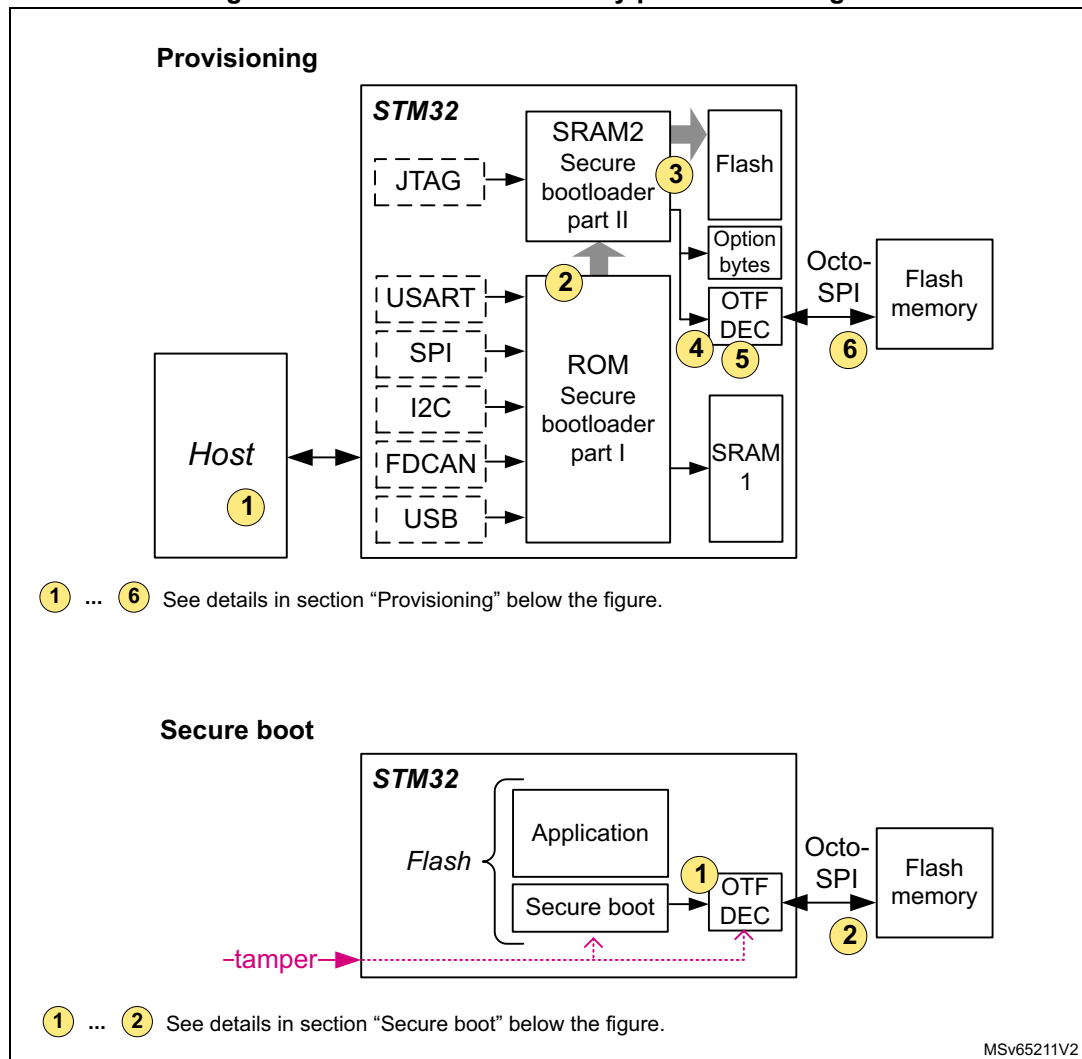 Provisioning
STM32
SRAM2
Secure
bootloader
part II
3
Flash
JTAG
Option
bytes
Octo-
SPI
Flash
memory
2
USART
OTF
DEC
4
5
6
SPI
ROM
Secure
bootloader
part I
I2C
Host
1
FDCAN
SRAM
1
USB
1 ... 6 See details in section “Provisioning” below the figure.
Secure boot
STM32
Application
Flash
Octo-
SPI
Flash
memory
1
OTF
DEC
Secure boot
2
tamper
1 ... 2 See details in section “Secure boot” below the figure.
MSv65211V2